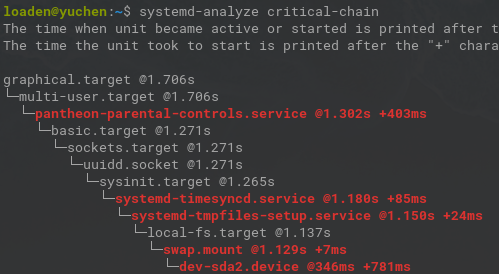 loaden@yuchen:~$ systemd-analyze critical-chain
The time when unit became active or started is printed after t
The time the unit took to start is printed after the "+" chara
graphical.target @1.706s
└─multi-user.target @1.706s
└─pantheon-parental-controls.service @1.302s +403ms
└─basic.target @1.271s
└─sockets.target @1.271s
└─uuidd.socket @1.271s
└─sysinit.target @1.265s
└─systemd-timesyncd.service @1.180s +85ms
└─systemd-tmpfiles-setup.service @1.150s +24ms
└─local-fs.target @1.137s
└─swap.mount @1.129s +7ms
└─dev-sda2.device @346ms +781ms